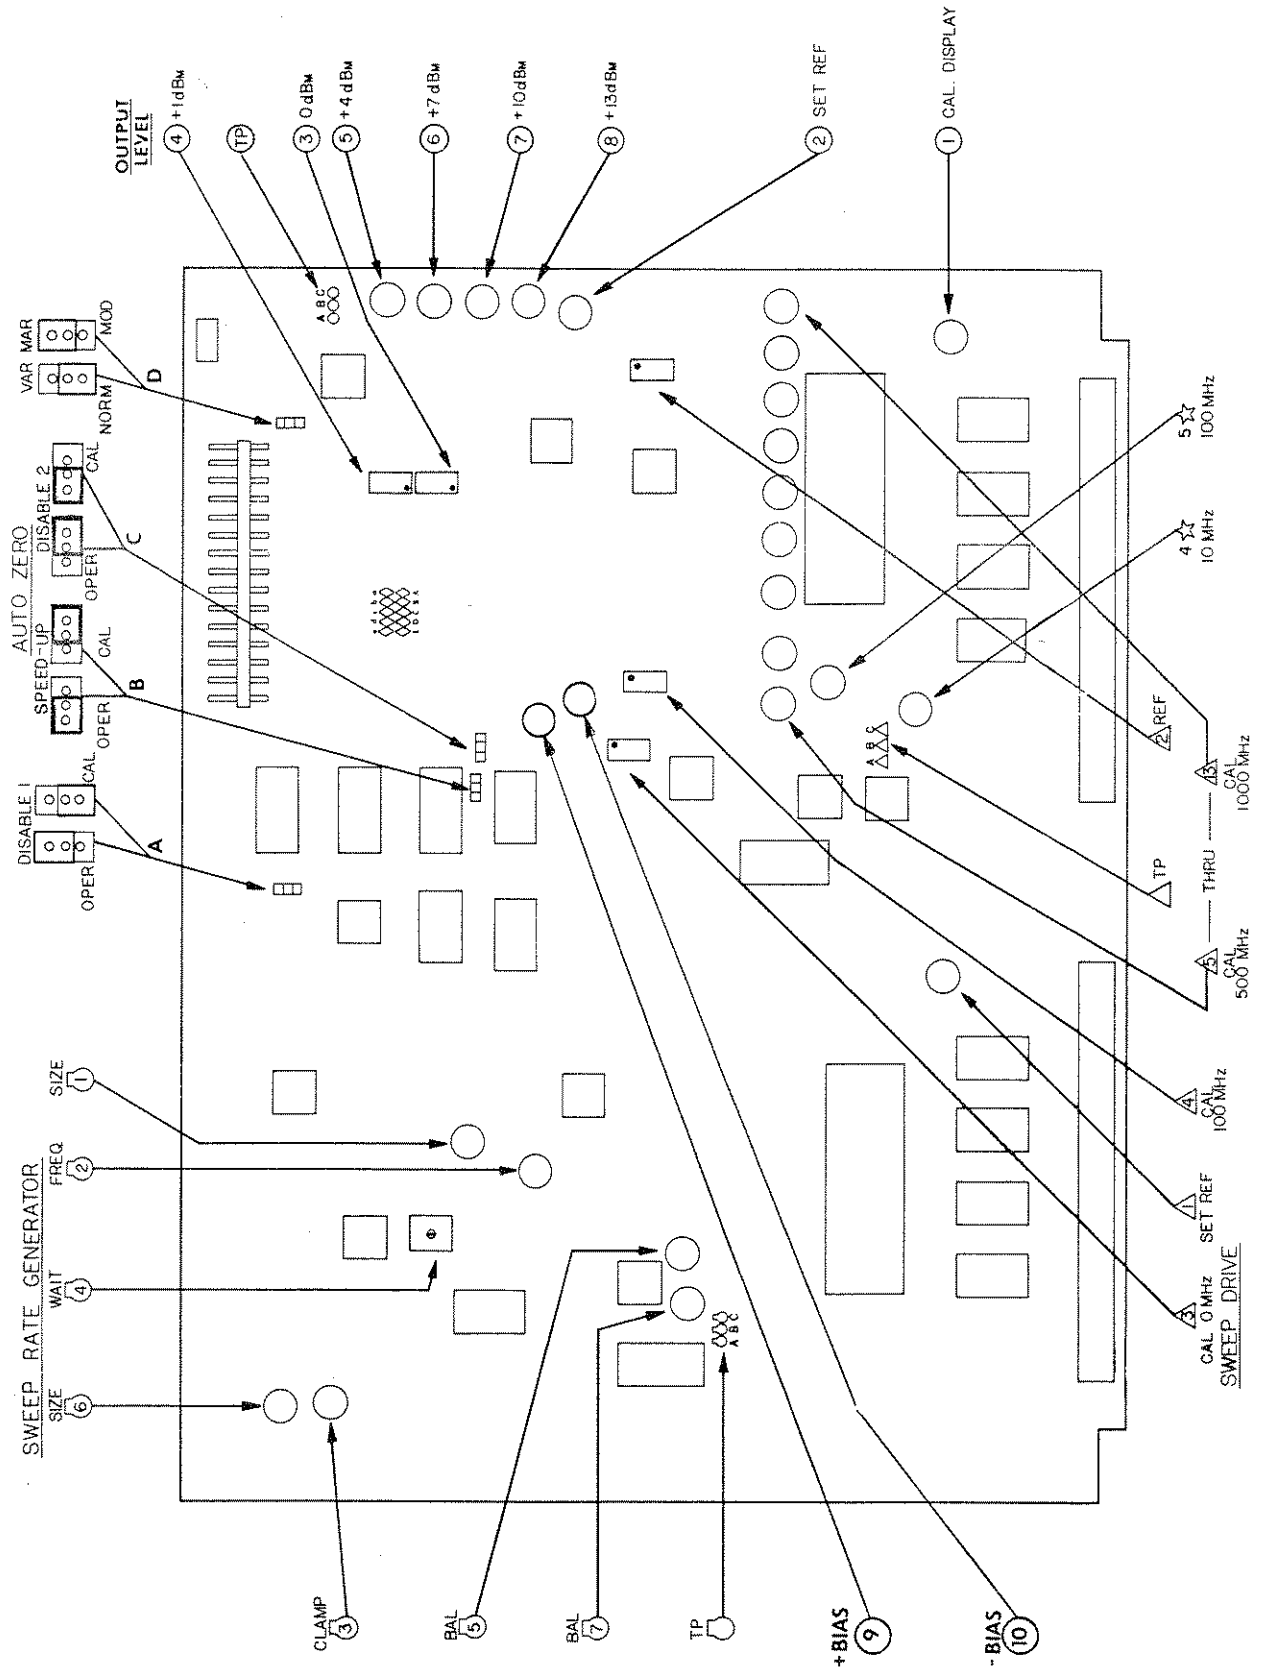 SWEEP RATE GENERATOR
SIZE
6
WAIT
4
FREQ
2
SIZE
1
DISABLE 1
OPER
CAL
A
AUTO ZERO
SPEED-UP
OPER
CAL
B
DISABLE 2
OPER
CAL
C
VAR
NORM
MAR
MOD
D
OUTPUT
LEVEL
4 +1dBM
TP
3 0dBM
5 +4dBM
6 +7dBM
7 +10dBM
8 +13dBM
2 SET REF
1 CAL. DISPLAY
A B C
CLAMP
3
BAL
5
BAL
7
TP
A B C
+BIAS
9
-BIAS
10
A B C
3
CAL 0 MHz
SWEEP DRIVE
1
SET REF
4
CAL
100 MHz
5
CAL
500 MHz
THRU
13
CAL
1000 MHz
TP
2 REF
4
10 MHz
5
100 MHz